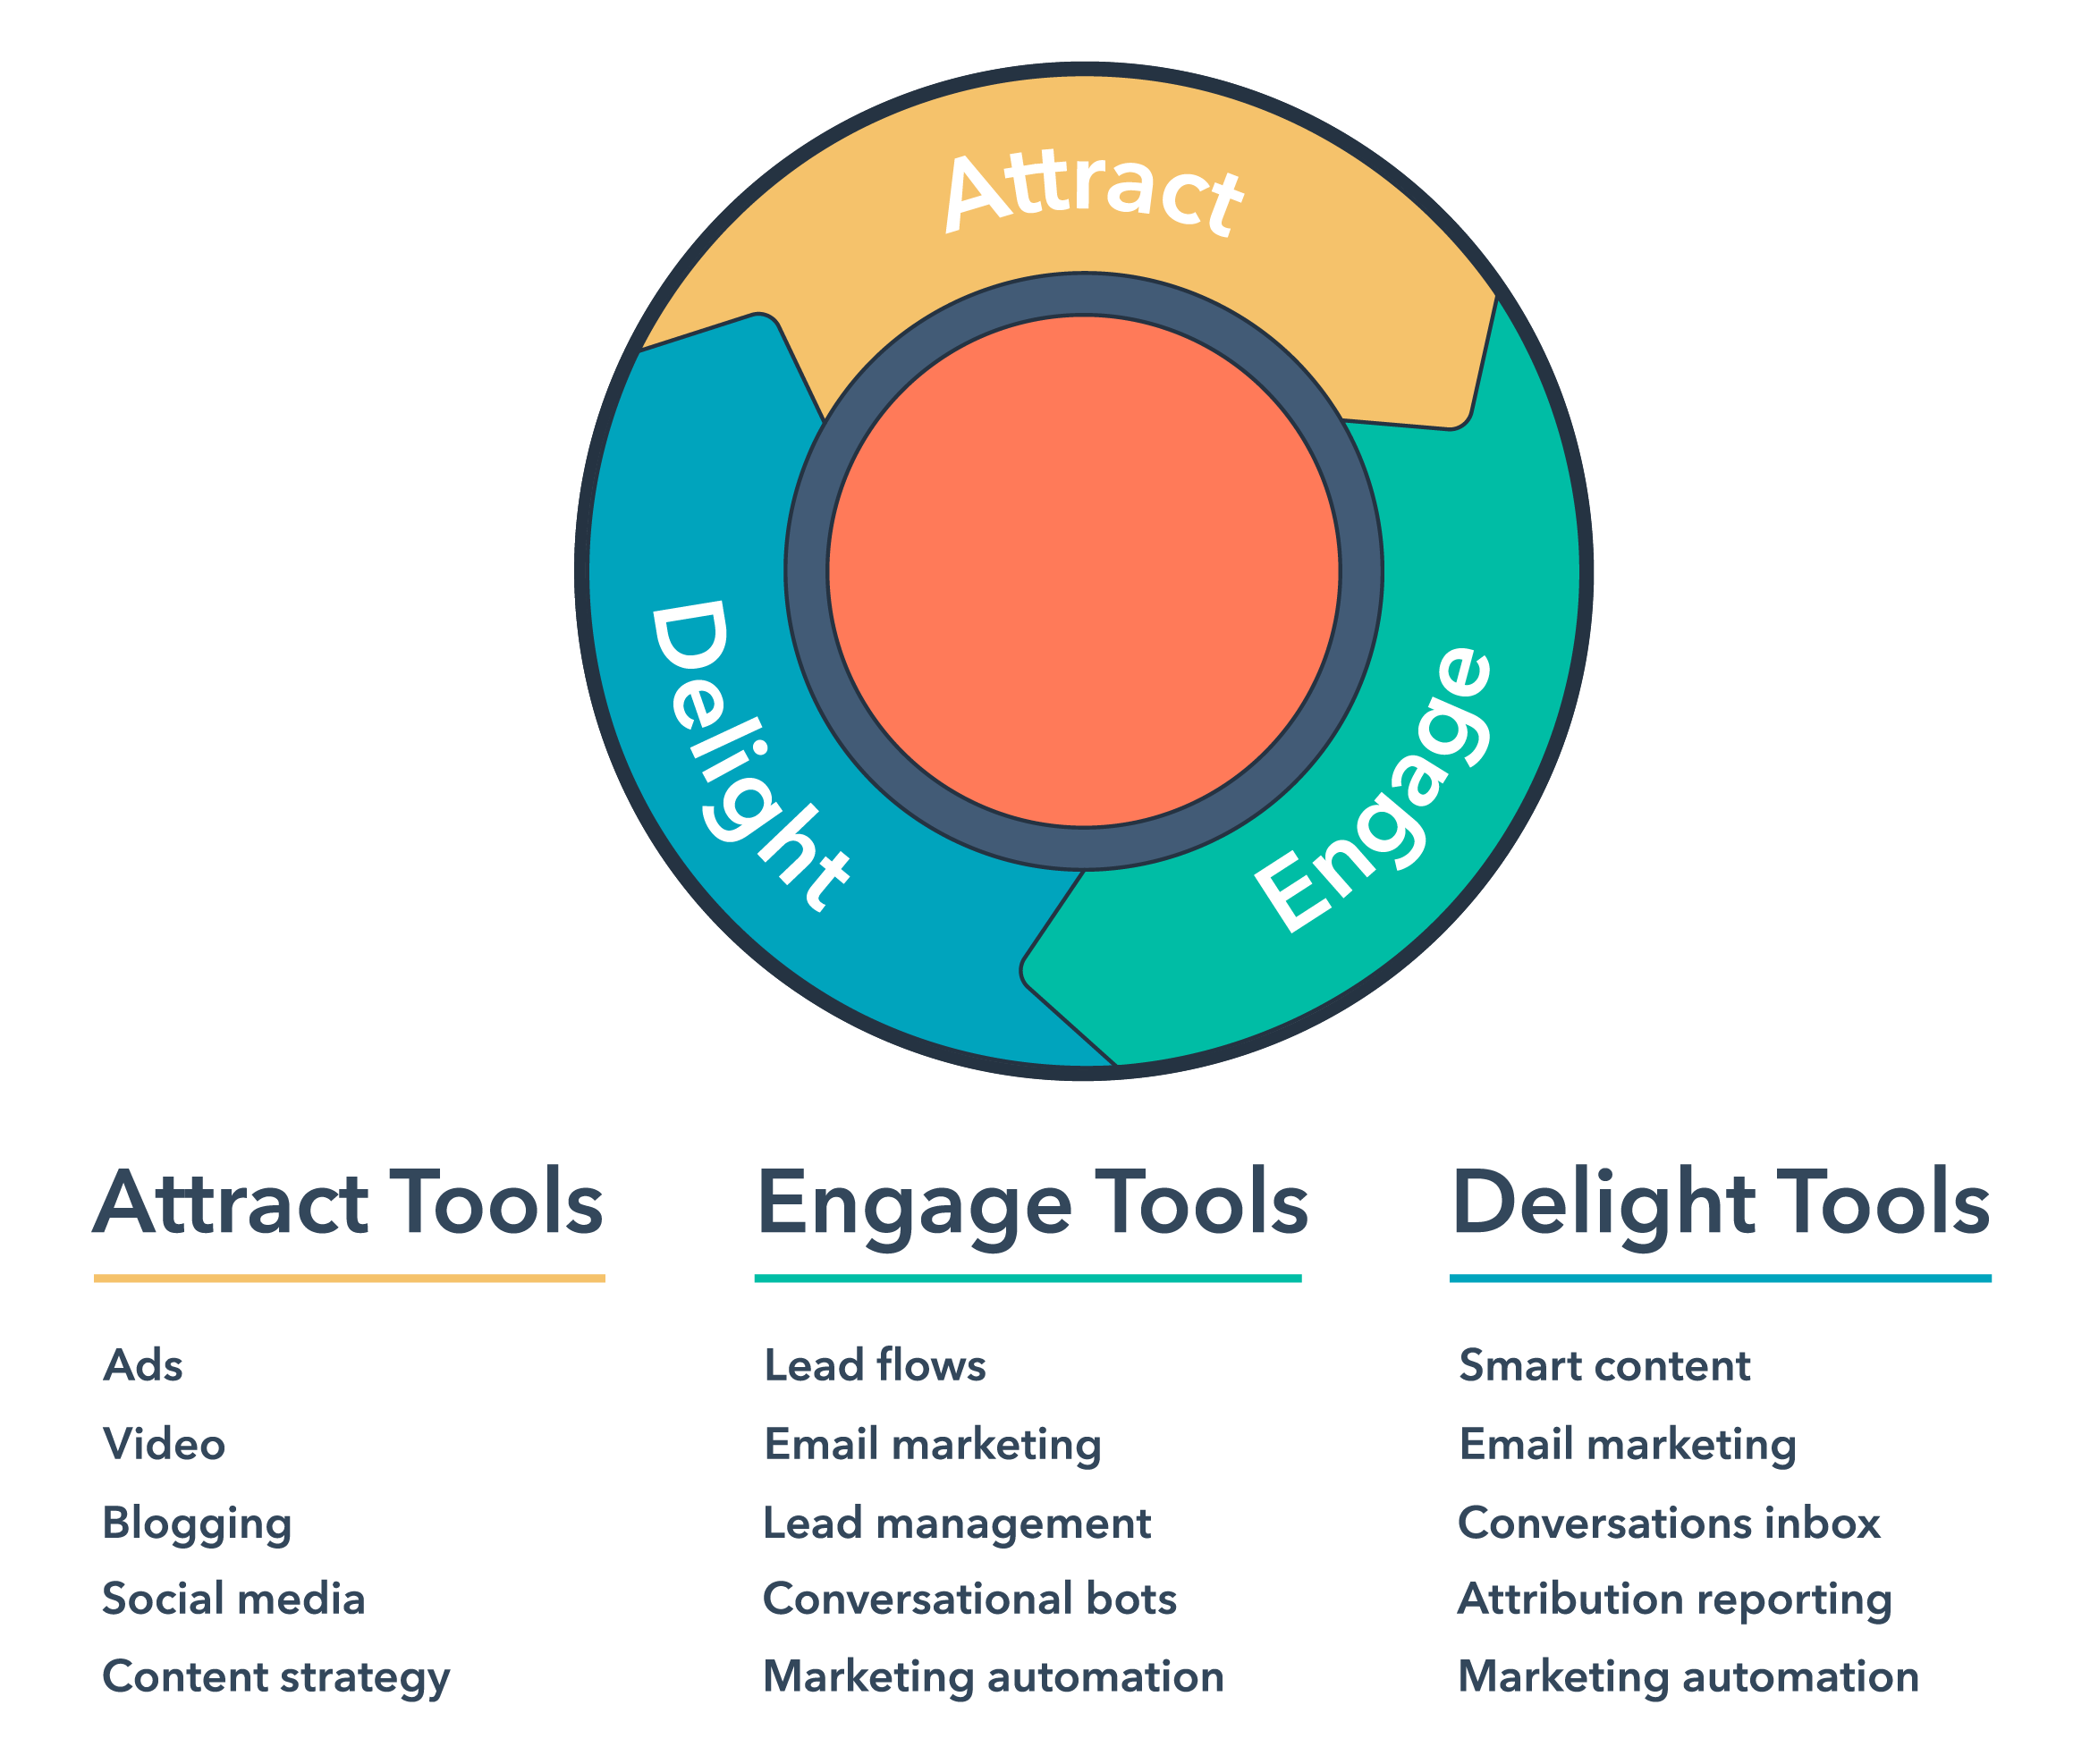 Attract
Engage
Delight
Attract Tools
Ads
Video
Blogging
Social media
Content strategy
Engage Tools
Lead flows
Email marketing
Lead management
Conversational bots
Marketing automation
Delight Tools
Smart content
Email marketing
Conversations inbox
Attribution reporting
Marketing automation